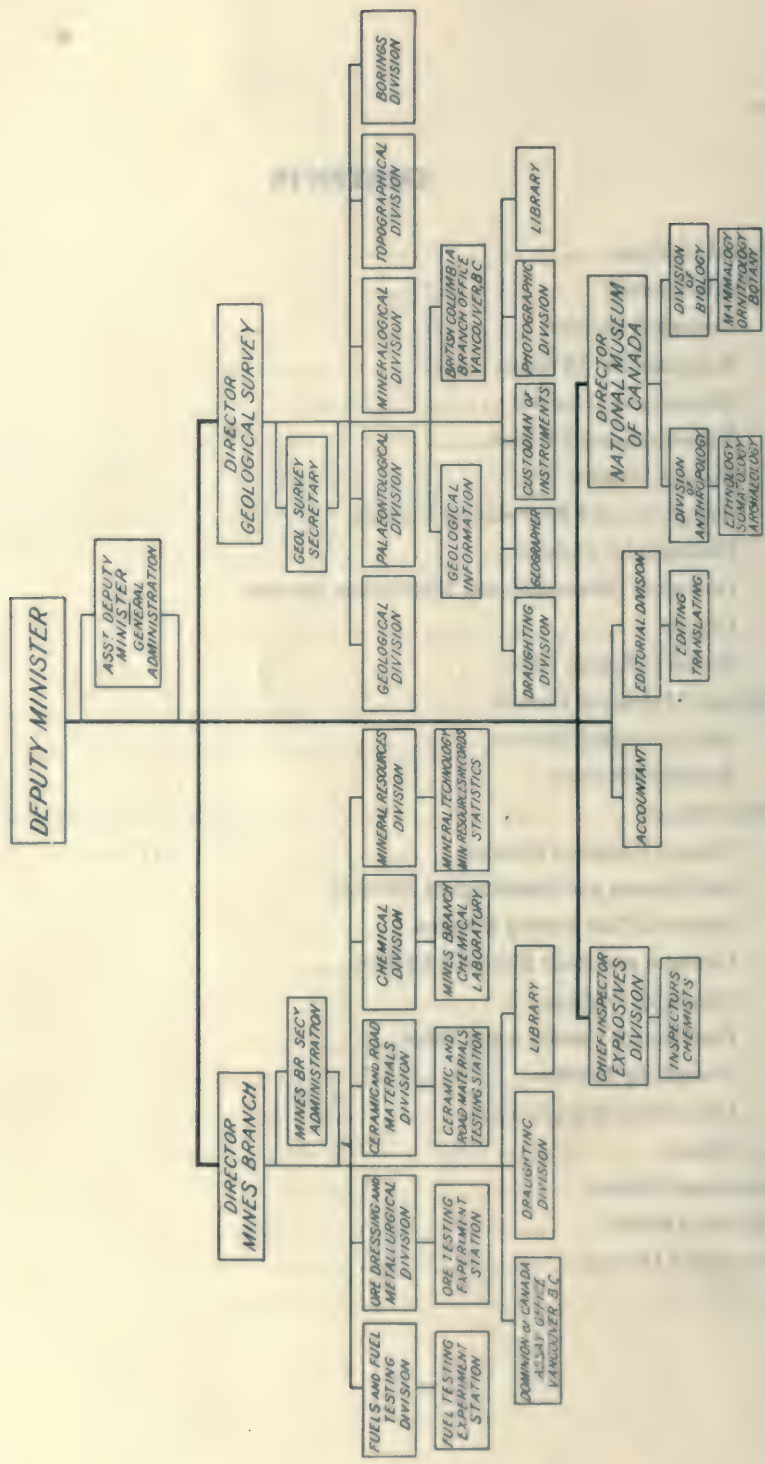 DEPUTY MINISTER
ASST DEPUTY
MINISTER
GENERAL
ADMINISTRATION
DIRECTOR
MINES BRANCH
MINES BR SECY
ADMINISTRATION
FUELS AND FUEL
TESTING
DIVISION
ORE DRESSING AND
METALLURGICAL
DIVISION
CERAMIC AND ROAD
MATERIALS
DIVISION
CHEMICAL
DIVISION
MINERAL RESOURCES
DIVISION
FUEL TESTING
EXPERIMENT
STATION
ORE TESTING
EXPERIMENT
STATION
CERAMIC AND
ROAD MATERIALS
TESTING STATION
MINES BRANCH
CHEMICAL
LABORATORY
MINERAL TECHNOLOGY
MIN RESOURCES RECORDS
STATISTICS
DOMINION OF CANADA
ASSAY OFFICE
VANCOUVER, B.C
DRAUGHTING
DIVISION
LIBRARY
DIRECTOR
GEOLOGICAL SURVEY
GEOL SURVEY
SECRETARY
GEOLOGICAL
DIVISION
PALAEONTOLOGICAL
DIVISION
MINERALOGICAL
DIVISION
TOPOGRAPHICAL
DIVISION
BORINGS
DIVISION
GEOLOGICAL
INFORMATION
BRITISH COLUMBIA
BRANCH OFFICE
VANCOUVER, B.C
DRAUGHTING
DIVISION
GEOGRAPHER
CUSTODIAN OF
INSTRUMENTS
PHOTOGRAPHIC
DIVISION
LIBRARY
CHIEF INSPECTOR
EXPLOSIVES
DIVISION
INSPECTORS
CHEMISTS
ACCOUNTANT
EDITORIAL DIVISION
EDITING
TRANSLATING
DIRECTOR
NATIONAL MUSEUM
OF CANADA
DIVISION
OF
ANTHROPOLOGY
ETHNOLOGY
SOMATOLOGY
ARCHAEOLOGY
DIVISION
OF
BIOLOGY
MAMMALOGY
ORNITHOLOGY
BOTANY